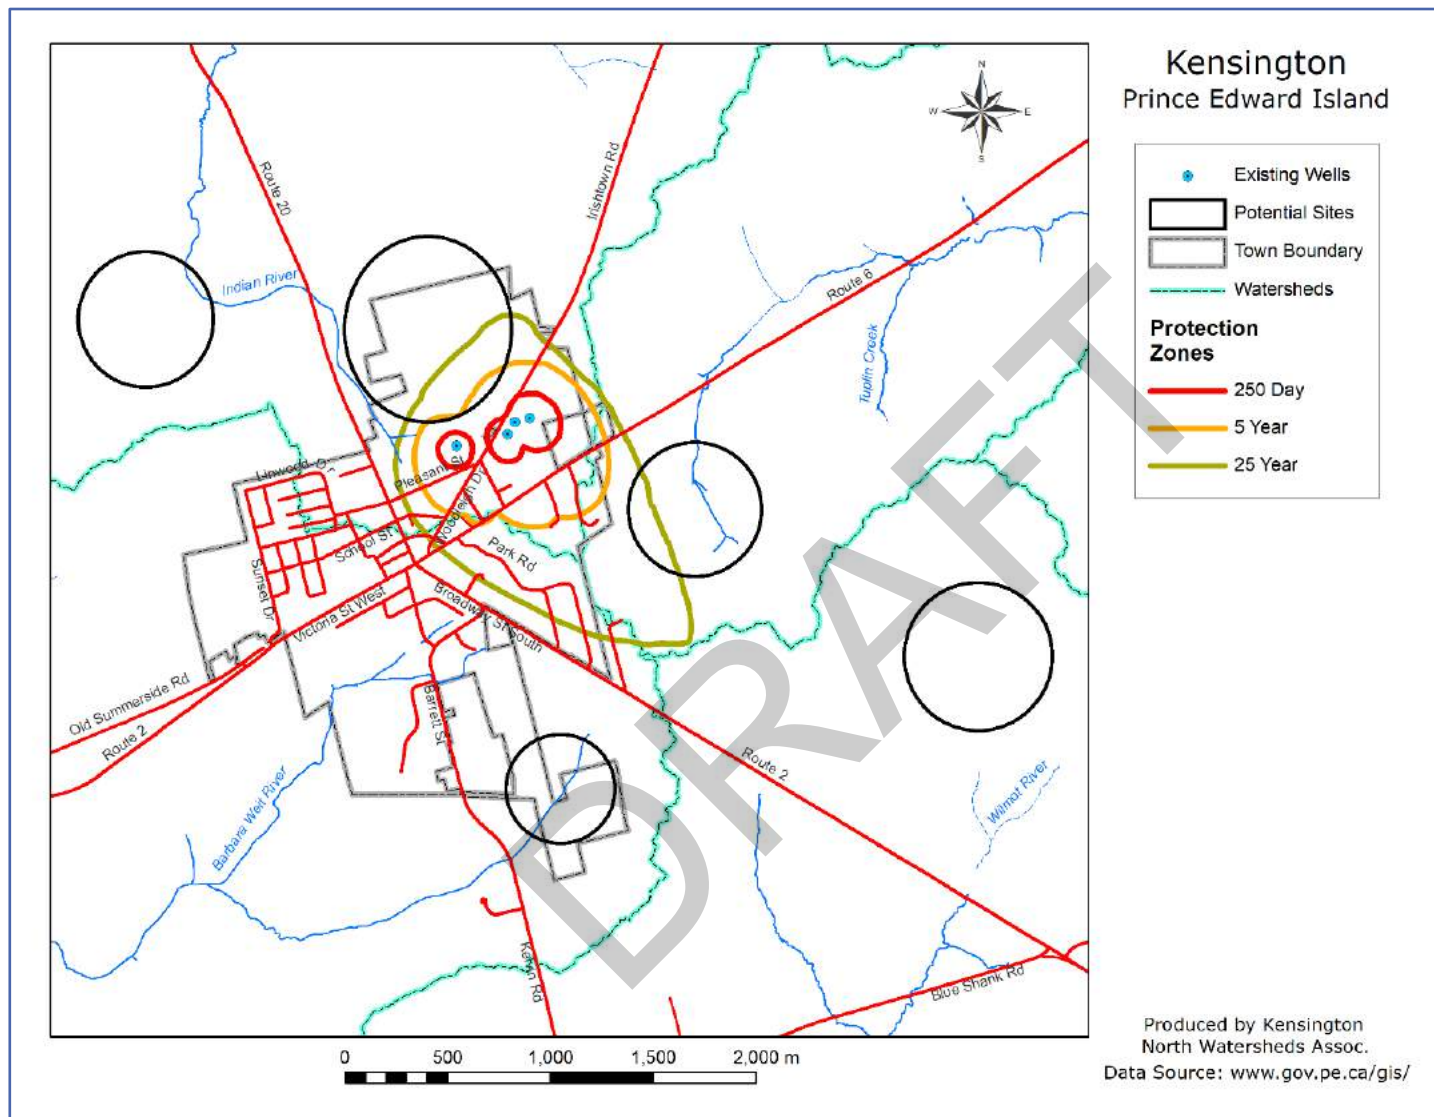 Kensington
Prince Edward Island
N
W
E
S
Existing Wells
Potential Sites
Town Boundary
Watersheds
Protection
Zones
250 Day
5 Year
25 Year
Route 20
Irishtown Rd
Indian River
Route 6
Tuplin Creek
Linwood Dr
Pleasant St
Woodleigh Dr
School St
Park Rd
Sunset Dr
Victoria St West
Broadway St South
Old Summerside Rd
Route 2
Barrett St
Route 2
Barbara Weit River
Wilmot River
Kelvin Rd
Blue Shank Rd
DRAFT
0 500 1,000 1,500 2,000 m
Produced by Kensington
North Watersheds Assoc.
Data Source: www.gov.pe.ca/gis/